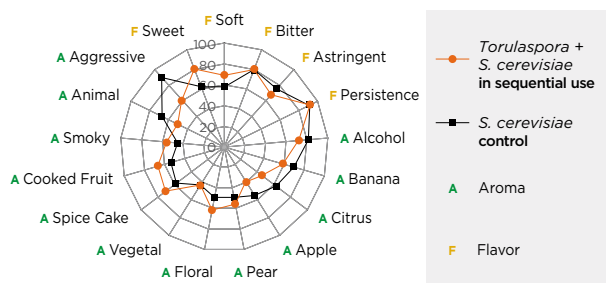 F Soft
F Sweet
F Bitter
A Aggressive
F Astringent
A Animal
F Persistence
A Smoky
A Alcohol
A Cooked Fruit
A Banana
A Spice Cake
A Citrus
A Vegetal
A Apple
A Floral
A Pear
100
80
60
40
20
0
Torulaspora +
S. cerevisiae
in sequential use
S. cerevisiae
control
A Aroma
F Flavor